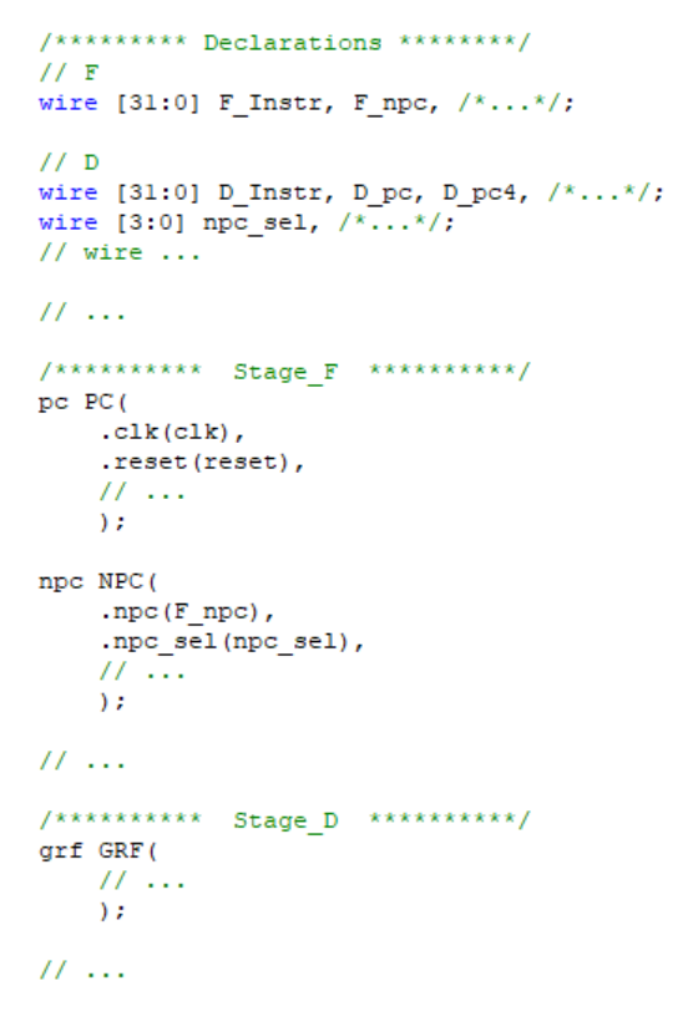 /********* Declarations ********/
// F
wire [31:0] F_Instr, F_npc, /*...*/;
// D
wire [31:0] D_Instr, D_pc, D_pc4, /*...*/;
wire [3:0] npc_sel, /*...*/;
// wire ...
// ...
/********** Stage_F **********/
pc PC(
.clk(clk),
.reset(reset),
// ...
);
npc NPC(
.npc(F_npc),
.npc_sel(npc_sel),
// ...
);
// ...
/********** Stage_D **********/
grf GRF(
// ...
);
// ...